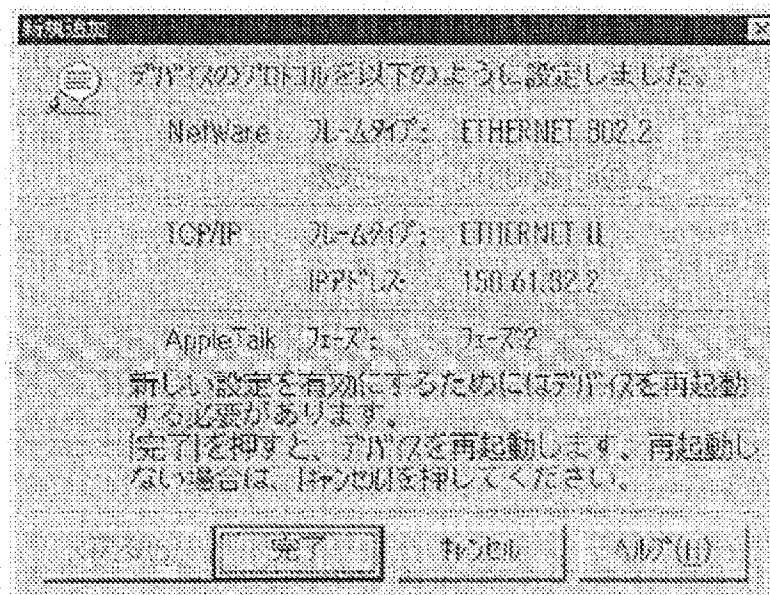 新規追加
デバイスのプロトコルを以下のように設定しました。
Netware フレームタイプ: ETHERNET 802.2
TCP/IP フレームタイプ: ETHERNET II
IPアドレス: 150.61.82.2
AppleTalk フェーズ: フェーズ2
新しい設定を有効にするためにはデバイスを再起動
する必要があります。
[完了]を押すと、デバイスを再起動します。再起動し
ない場合は、[キャンセル]を押してください。
完了 キャンセル ヘルプ(H)